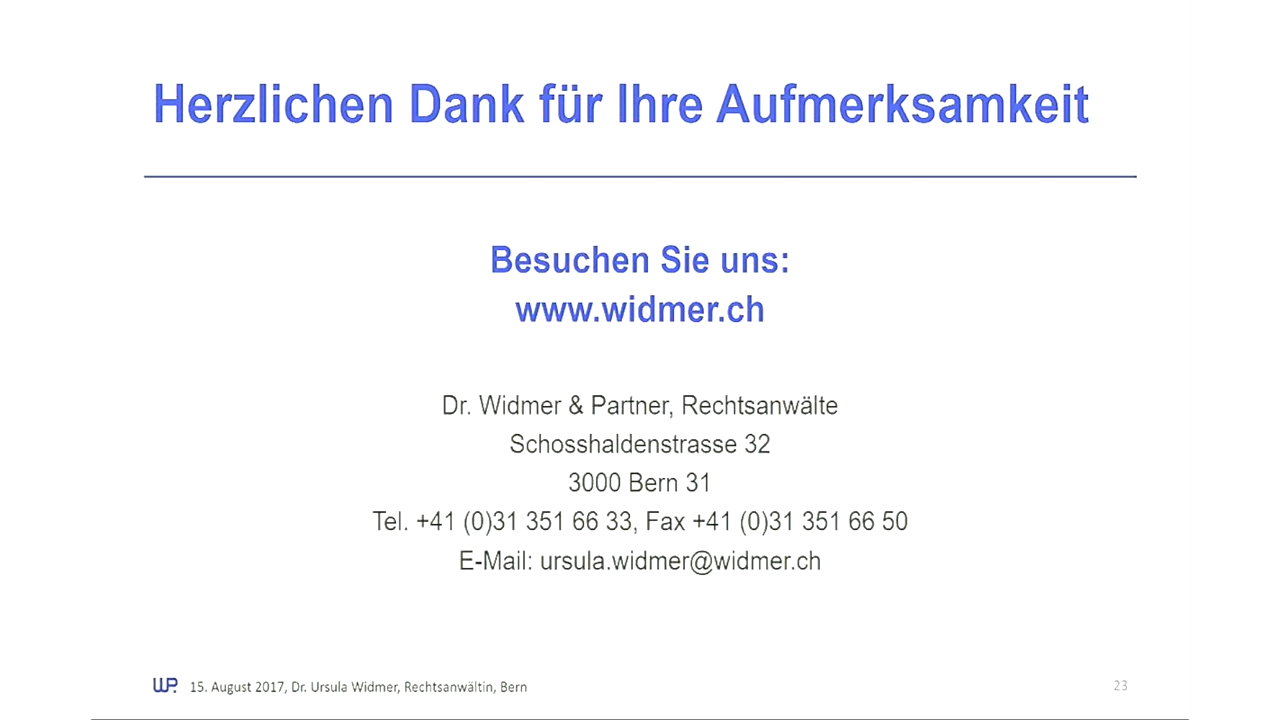 Herzlichen Dank für Ihre Aufmerksamkeit
Besuchen Sie uns:
www.widmer.ch
Dr. Widmer & Partner, Rechtsanwälte
Schosshaldenstrasse 32
3000 Bern 31
Tel. +41 (0)31 351 66 33, Fax +41 (0)31 351 66 50
E-Mail: ursula.widmer@widmer.ch
WP. 15. August 2017, Dr. Ursula Widmer, Rechtsanwältin, Bern
23